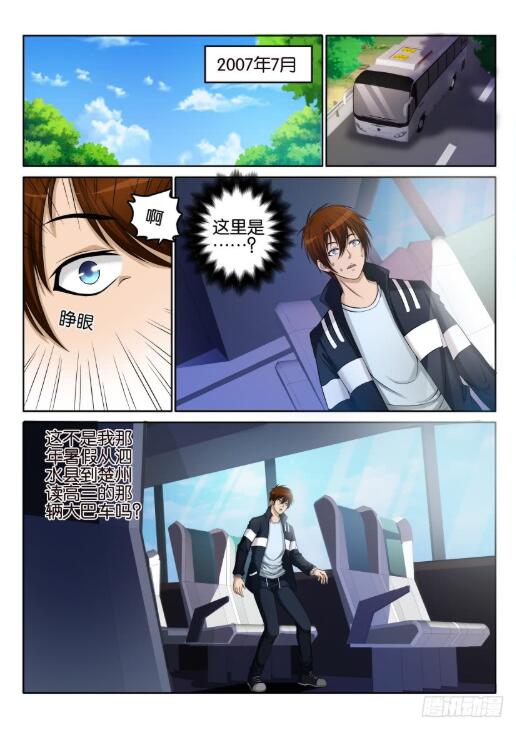 2007年7月
啊
睁眼
这里是
……?
这不是我那
年暑假从泗
水县到楚州
读高三的那
辆大巴车吗?
腾讯动漫